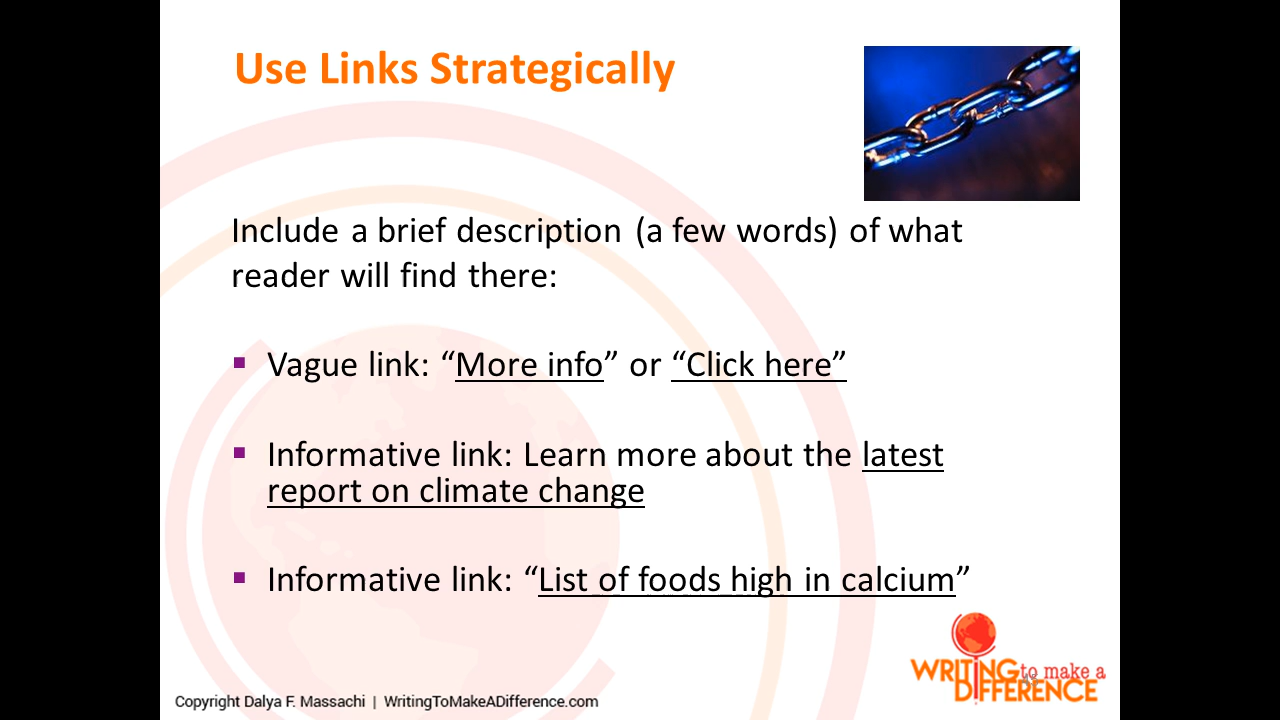 Use Links Strategically
Include a brief description (a few words) of what
reader will find there:
▪ Vague link: “More info” or “Click here”
▪ Informative link: Learn more about the latest
report on climate change
▪ Informative link: “List of foods high in calcium”
WRITING to make a
DIFFERENCE
Copyright Dalya F. Massachi | WritingToMakeADifference.com